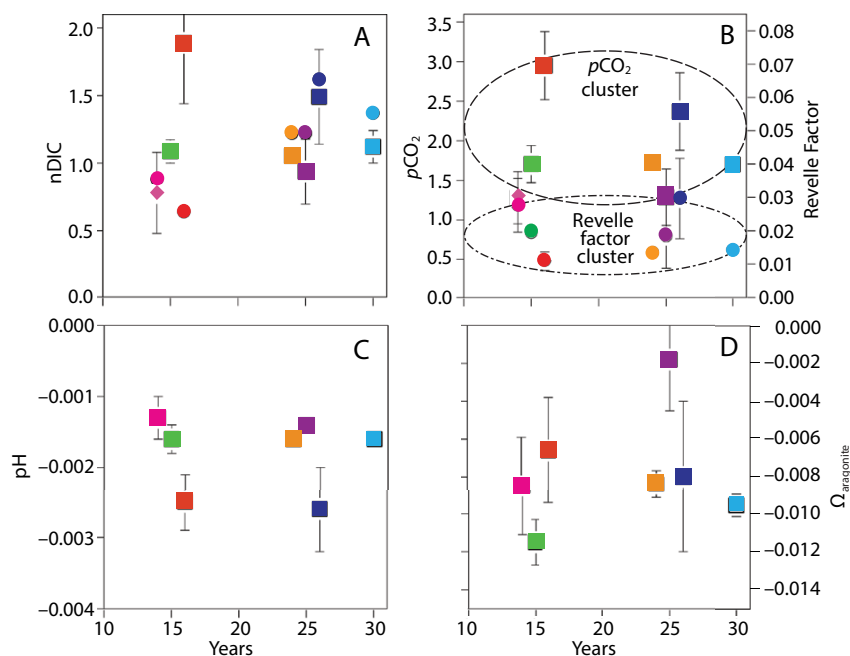 A
nDIC
2.0
1.5
1.0
0.5
0.0
B
pCO2
3.5
3.0
2.5
2.0
1.5
1.0
0.5
0.0
pCO2
cluster
Revelle
factor
cluster
0.08
0.07
0.06
0.05
0.04
0.03
0.02
0.01
0.00
Revelle Factor
C
pH
0.000
−0.001
−0.002
−0.003
−0.004
10 15 20 25 30
Years
D
0.000
−0.002
−0.004
−0.006
−0.008
−0.010
−0.012
−0.014
Ωaragonite
10 15 20 25 30
Years